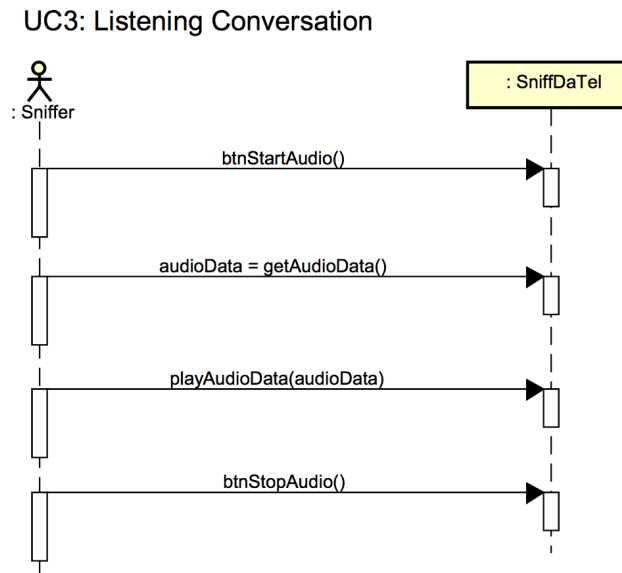 UC3: Listening Conversation
: Sniffer
: SniffDaTel
btnStartAudio()
audioData = getAudioData()
playAudioData(audioData)
btnStopAudio()